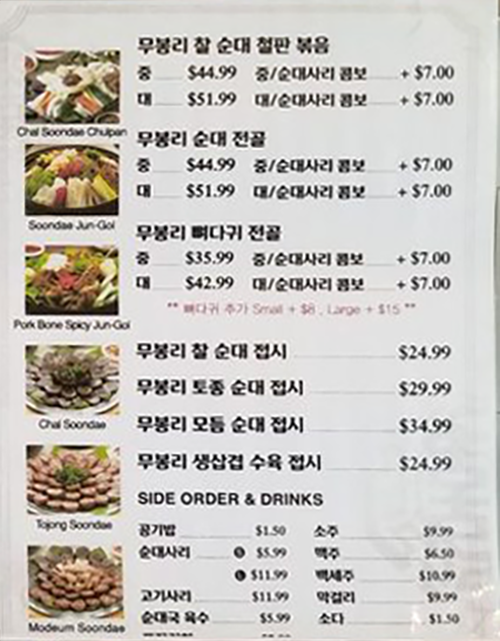 무봉리 찰 순대 철판 볶음
중 $44.99 중/순대사리 콤보 + $7.00
대 $51.99 대/순대사리 콤보 + $7.00
Chal Soondae Chulpan
무봉리 순대 전골
중 $44.99 중/순대사리 콤보 + $7.00
대 $51.99 대/순대사리 콤보 + $7.00
Soondae Jun-Gol
무봉리 뼈다귀 전골
중 $35.99 중/순대사리 콤보 + $7.00
대 $42.99 대/순대사리 콤보 + $7.00
Pork Bone Spicy Jun-Gol
** 뼈다귀 추가 Small + $8 , Large + $15 **
무봉리 찰 순대 접시 $24.99
무봉리 토종 순대 접시 $29.99
Chal Soondae
무봉리 모듬 순대 접시 $34.99
무봉리 생삼겹 수육 접시 $24.99
SIDE ORDER & DRINKS
Tojong Soondae
공기밥 $1.50 소주 $9.99
순대사리 S $5.99 맥주 $6.50
L $11.99 백세주 $10.99
고기사리 $11.99 막걸리 $9.99
순대국 육수 $5.99 소다 $1.50
Modeum Soondae